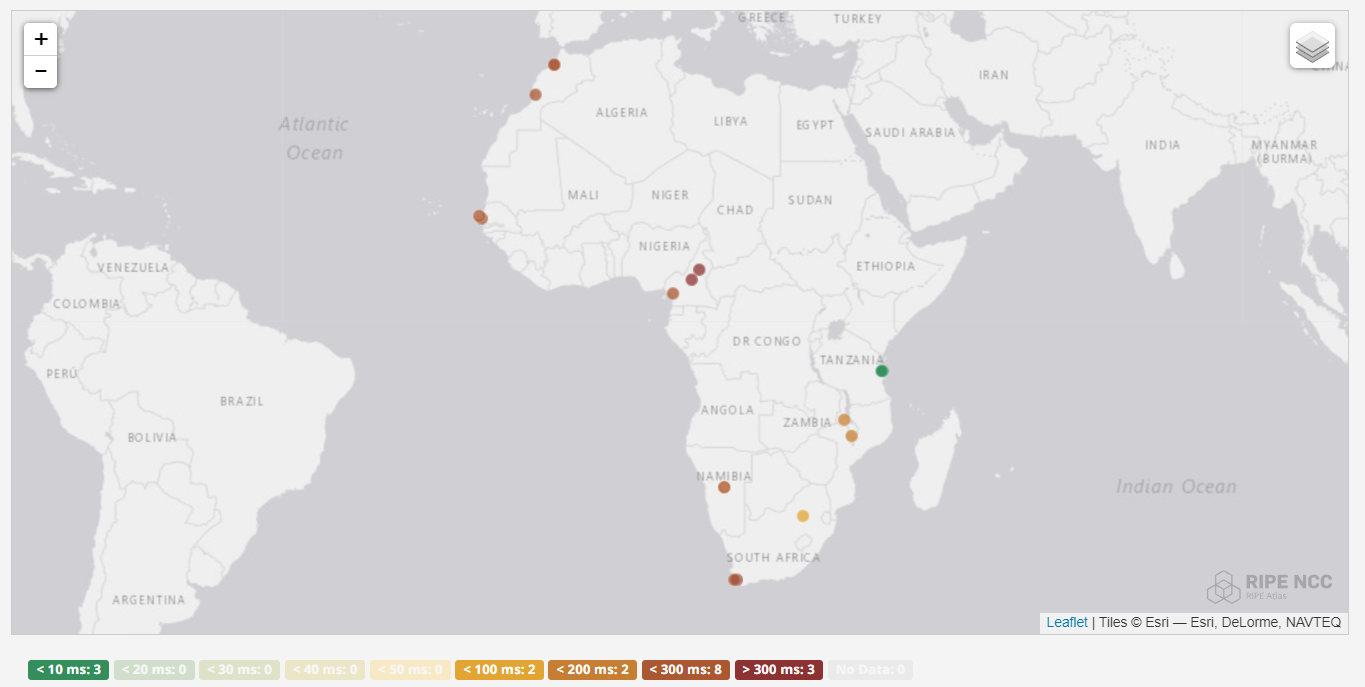 GREECE
TURKEY
+
−
IRAN
ALGERIA
LIBYA
EGYPT
SAUDI ARABIA
Atlantic
Ocean
INDIA
MYANMAR
(BURMA)
MALI
NIGER
CHAD
SUDAN
NIGERIA
ETHIOPIA
VENEZUELA
COLOMBIA
DR CONGO
TANZANIA
PERÚ
BRAZIL
ANGOLA
ZAMBIA
BOLIVIA
NAMIBIA
Indian Ocean
SOUTH AFRICA
ARGENTINA
RIPE NCC
RIPE Atlas
Leaflet | Tiles © Esri — Esri, DeLorme, NAVTEQ
< 10 ms: 3 < 20 ms: 0 < 30 ms: 0 < 40 ms: 0 < 50 ms: 0 < 100 ms: 2 < 200 ms: 2 < 300 ms: 8 > 300 ms: 3 No Data: 0